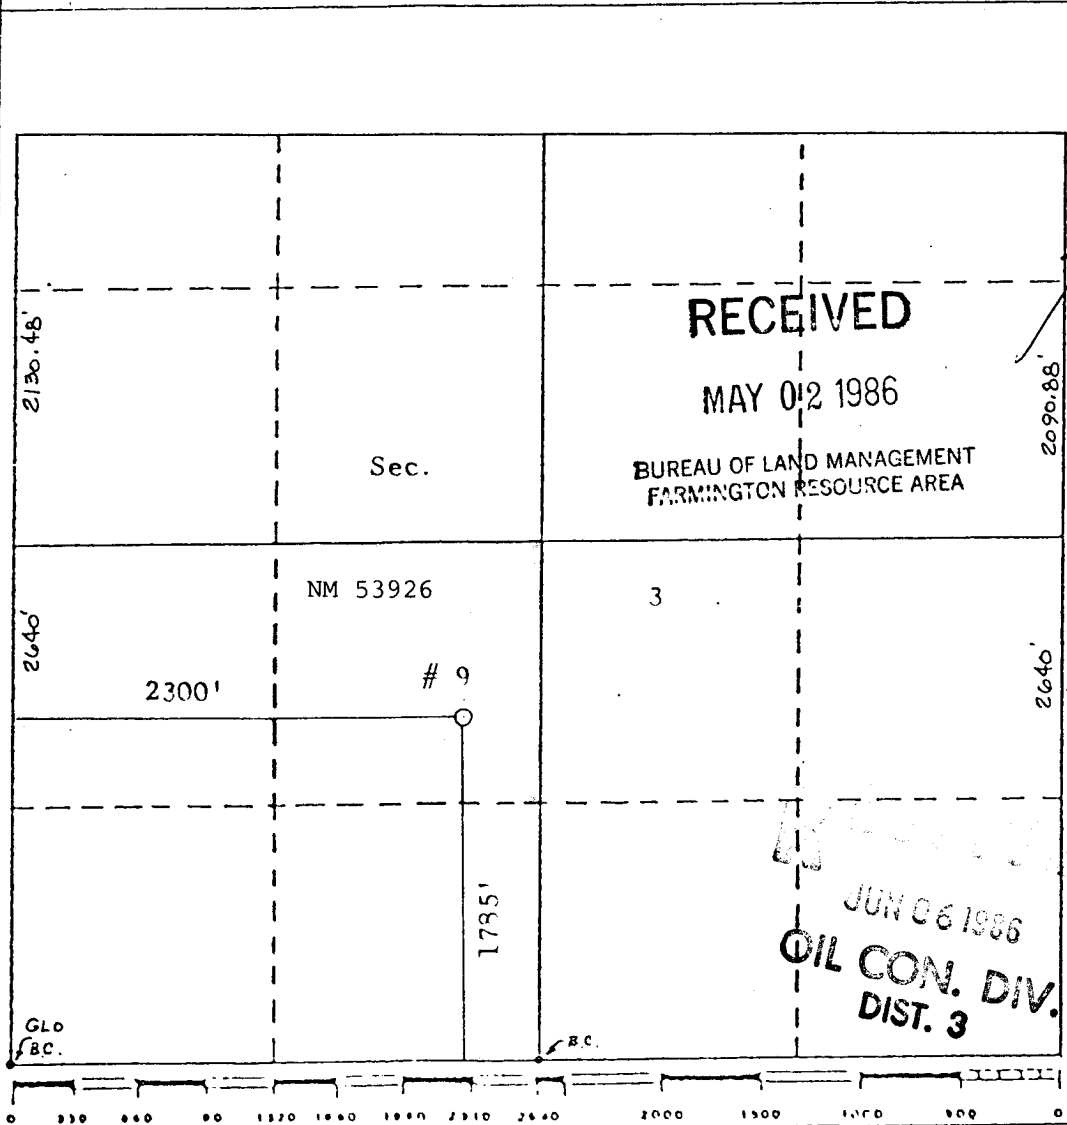 2130.48'
RECEIVED
MAY 02 1986
2090.88'
Sec.
BUREAU OF LAND MANAGEMENT
FARMINGTON RESOURCE AREA
NM 53926
3
2640'
2640'
# 9
2300'
1785'
JUN 06 1986
OIL CON. DIV.
DIST. 3
GLO
B.C.
B.C.
0 330 660 90 1320 1650 1980 2310 2640 2000 1500 1000 500 0